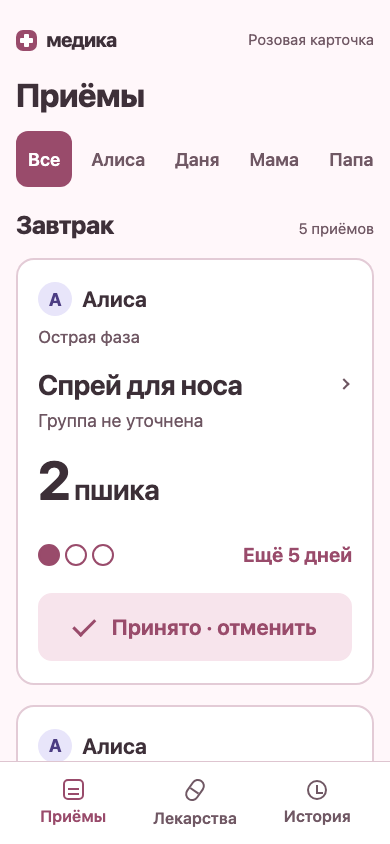 медика
Розовая карточка
Приёмы
Все Алиса Даня Мама Папа
Завтрак
5 приёмов
А Алиса
Острая фаза
Спрей для носа
Группа не уточнена
2 пшика
Ещё 5 дней
Принято · отменить
А Алиса
Приёмы Лекарства История